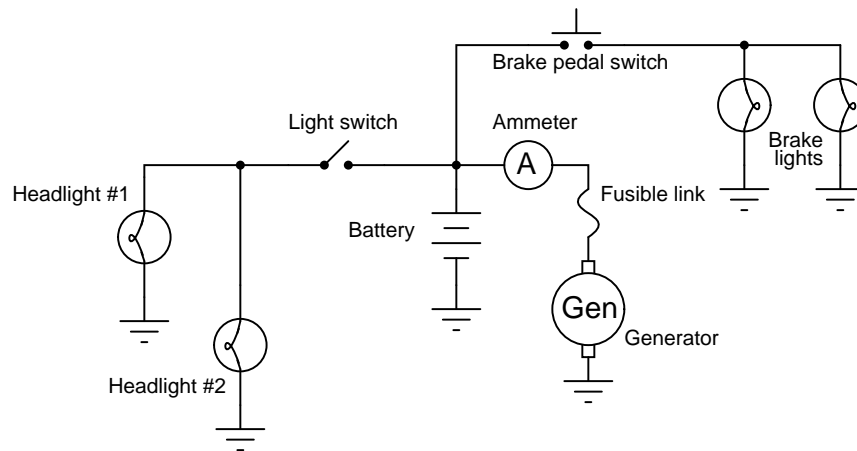 Brake pedal switch
Light switch
Ammeter
Brake
lights
A
Headlight #1
Fusible link
Battery
Gen
Generator
Headlight #2